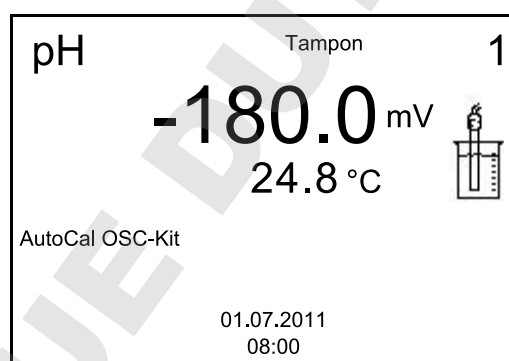 pH Tampon 1
-180.0 mV
24.8 °C
AutoCal OSC-Kit
01.07.2011
08:00